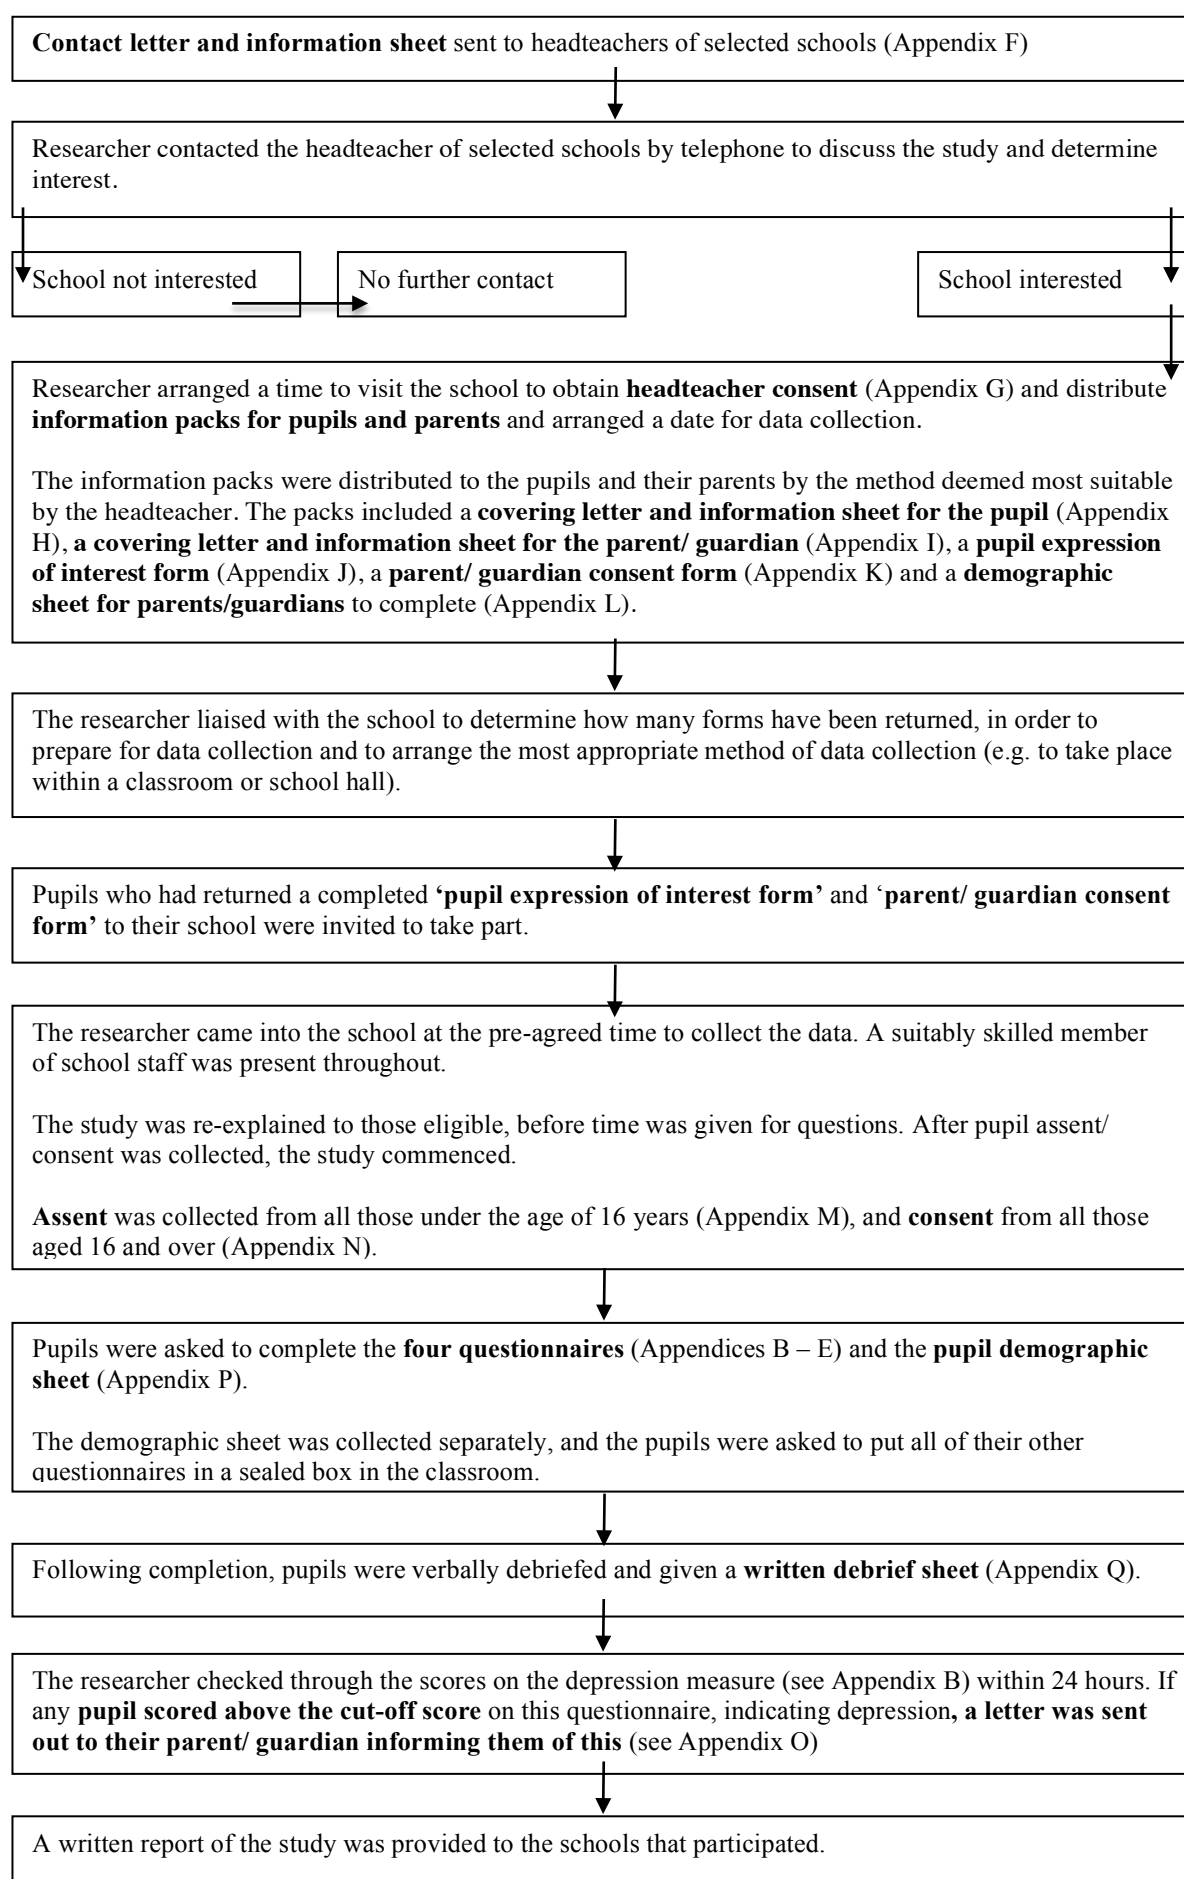 Contact letter and information sheet sent to headteachers of selected schools (Appendix F)
Researcher contacted the headteacher of selected schools by telephone to discuss the study and determine
interest.
School not interested
No further contact
School interested
Researcher arranged a time to visit the school to obtain headteacher consent (Appendix G) and distribute
information packs for pupils and parents and arranged a date for data collection.
The information packs were distributed to the pupils and their parents by the method deemed most suitable
by the headteacher. The packs included a covering letter and information sheet for the pupil (Appendix
H), a covering letter and information sheet for the parent/ guardian (Appendix I), a pupil expression
of interest form (Appendix J), a parent/ guardian consent form (Appendix K) and a demographic
sheet for parents/guardians to complete (Appendix L).
The researcher liaised with the school to determine how many forms have been returned, in order to
prepare for data collection and to arrange the most appropriate method of data collection (e.g. to take place
within a classroom or school hall).
Pupils who had returned a completed ‘pupil expression of interest form’ and ‘parent/ guardian consent
form’ to their school were invited to take part.
The researcher came into the school at the pre-agreed time to collect the data. A suitably skilled member
of school staff was present throughout.
The study was re-explained to those eligible, before time was given for questions. After pupil assent/
consent was collected, the study commenced.
Assent was collected from all those under the age of 16 years (Appendix M), and consent from all those
aged 16 and over (Appendix N).
Pupils were asked to complete the four questionnaires (Appendices B – E) and the pupil demographic
sheet (Appendix P).
The demographic sheet was collected separately, and the pupils were asked to put all of their other
questionnaires in a sealed box in the classroom.
Following completion, pupils were verbally debriefed and given a written debrief sheet (Appendix Q).
The researcher checked through the scores on the depression measure (see Appendix B) within 24 hours. If
any pupil scored above the cut-off score on this questionnaire, indicating depression, a letter was sent
out to their parent/ guardian informing them of this (see Appendix O)
A written report of the study was provided to the schools that participated.